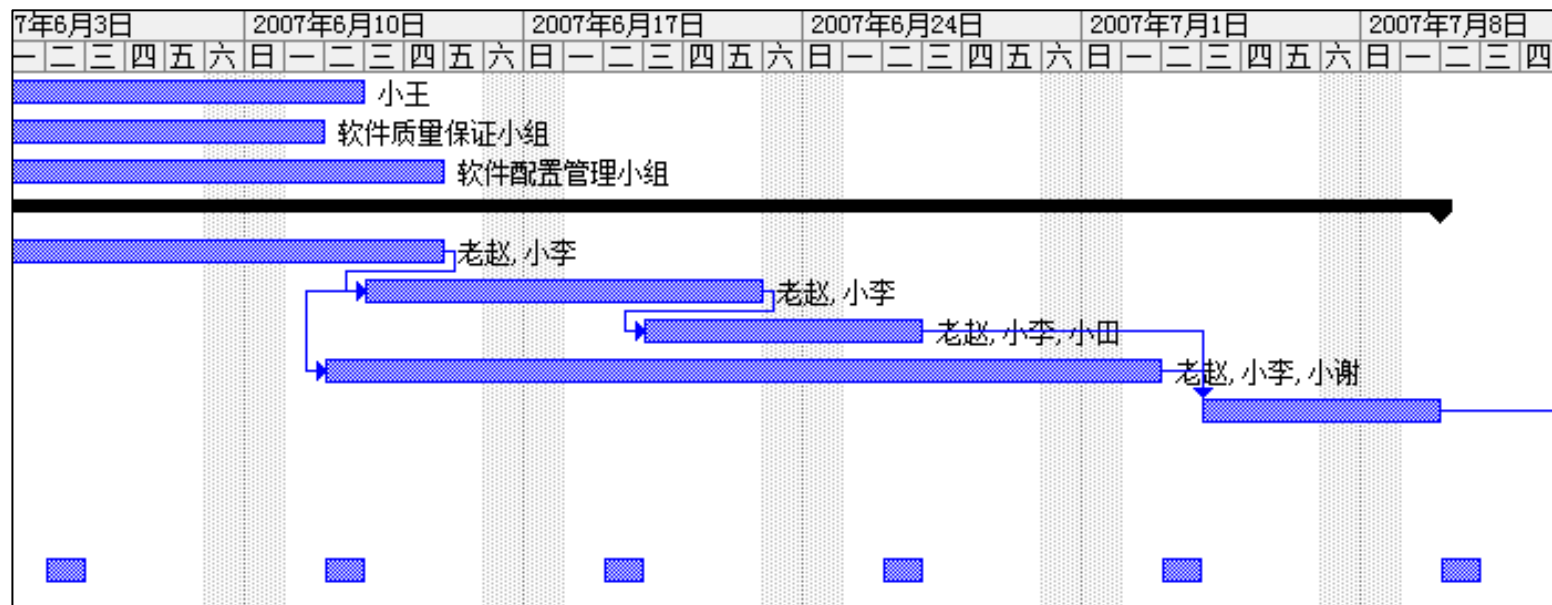 7年6月3日 2007年6月10日 2007年6月17日 2007年6月24日 2007年7月1日 2007年7月8日
一 二 三 四 五 六 日 一 二 三 四 五 六 日 一 二 三 四 五 六 日 一 二 三 四 五 六 日 一 二 三 四 五 六 日 一 二 三 四
小王
软件质量保证小组
软件配置管理小组
老赵, 小李
老赵, 小李
老赵, 小李, 小田
老赵, 小李, 小谢